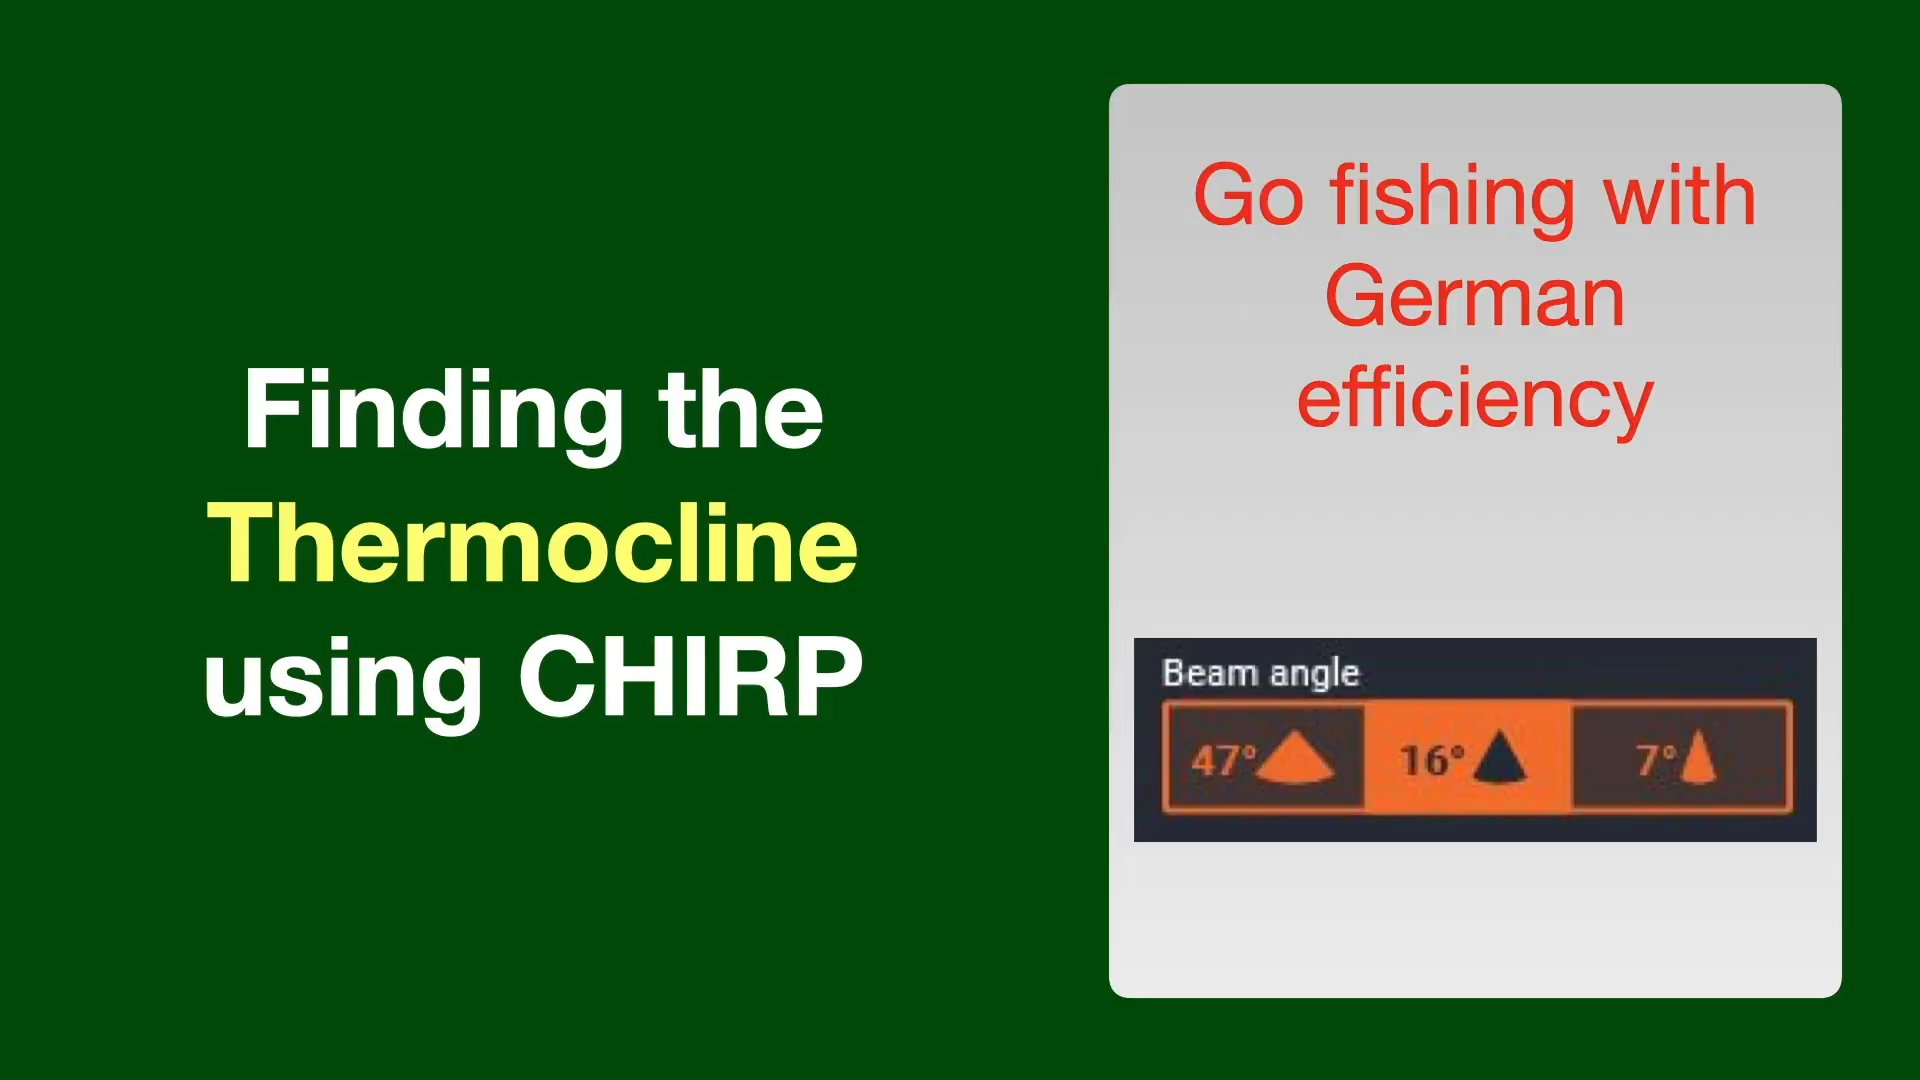 Finding the
Thermocline
using CHIRP
Go fishing with
German
efficiency
Beam angle
47° 16° 7°